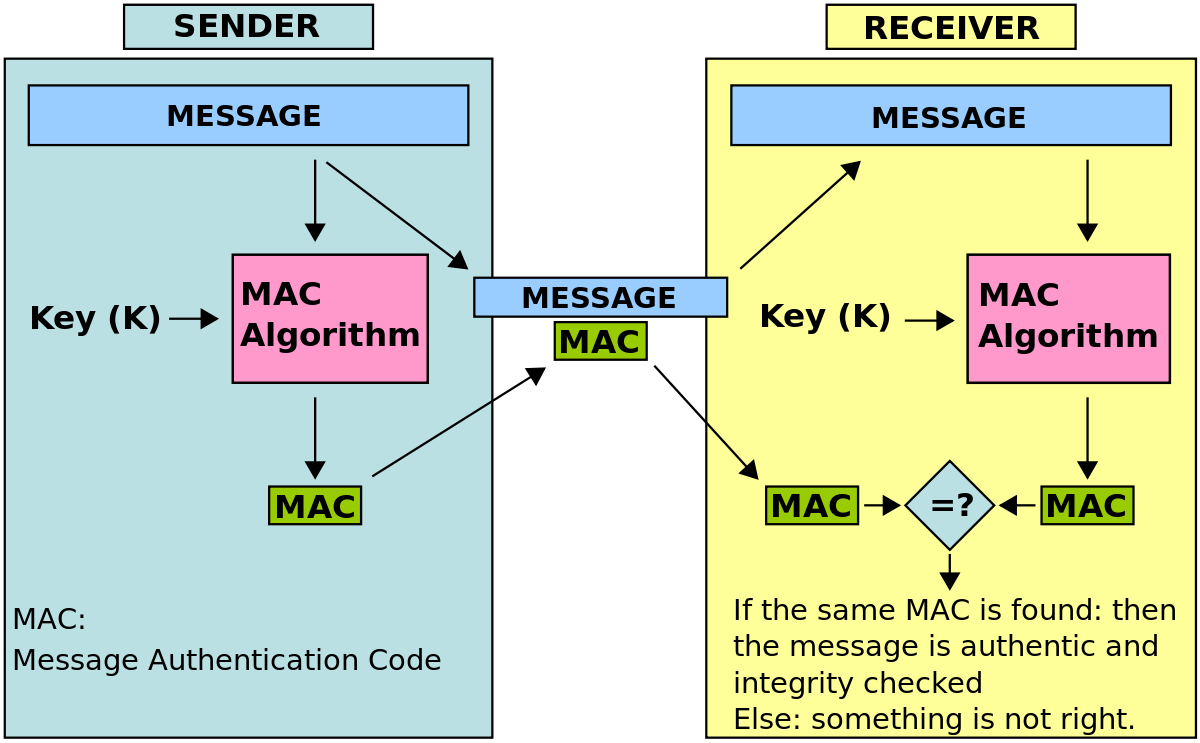 SENDER
MESSAGE
Key (K)
MAC
Algorithm
MAC
MAC:
Message Authentication Code
MESSAGE
MAC
RECEIVER
MESSAGE
Key (K)
MAC
Algorithm
MAC
=?
MAC
If the same MAC is found: then
the message is authentic and
integrity checked
Else: something is not right.